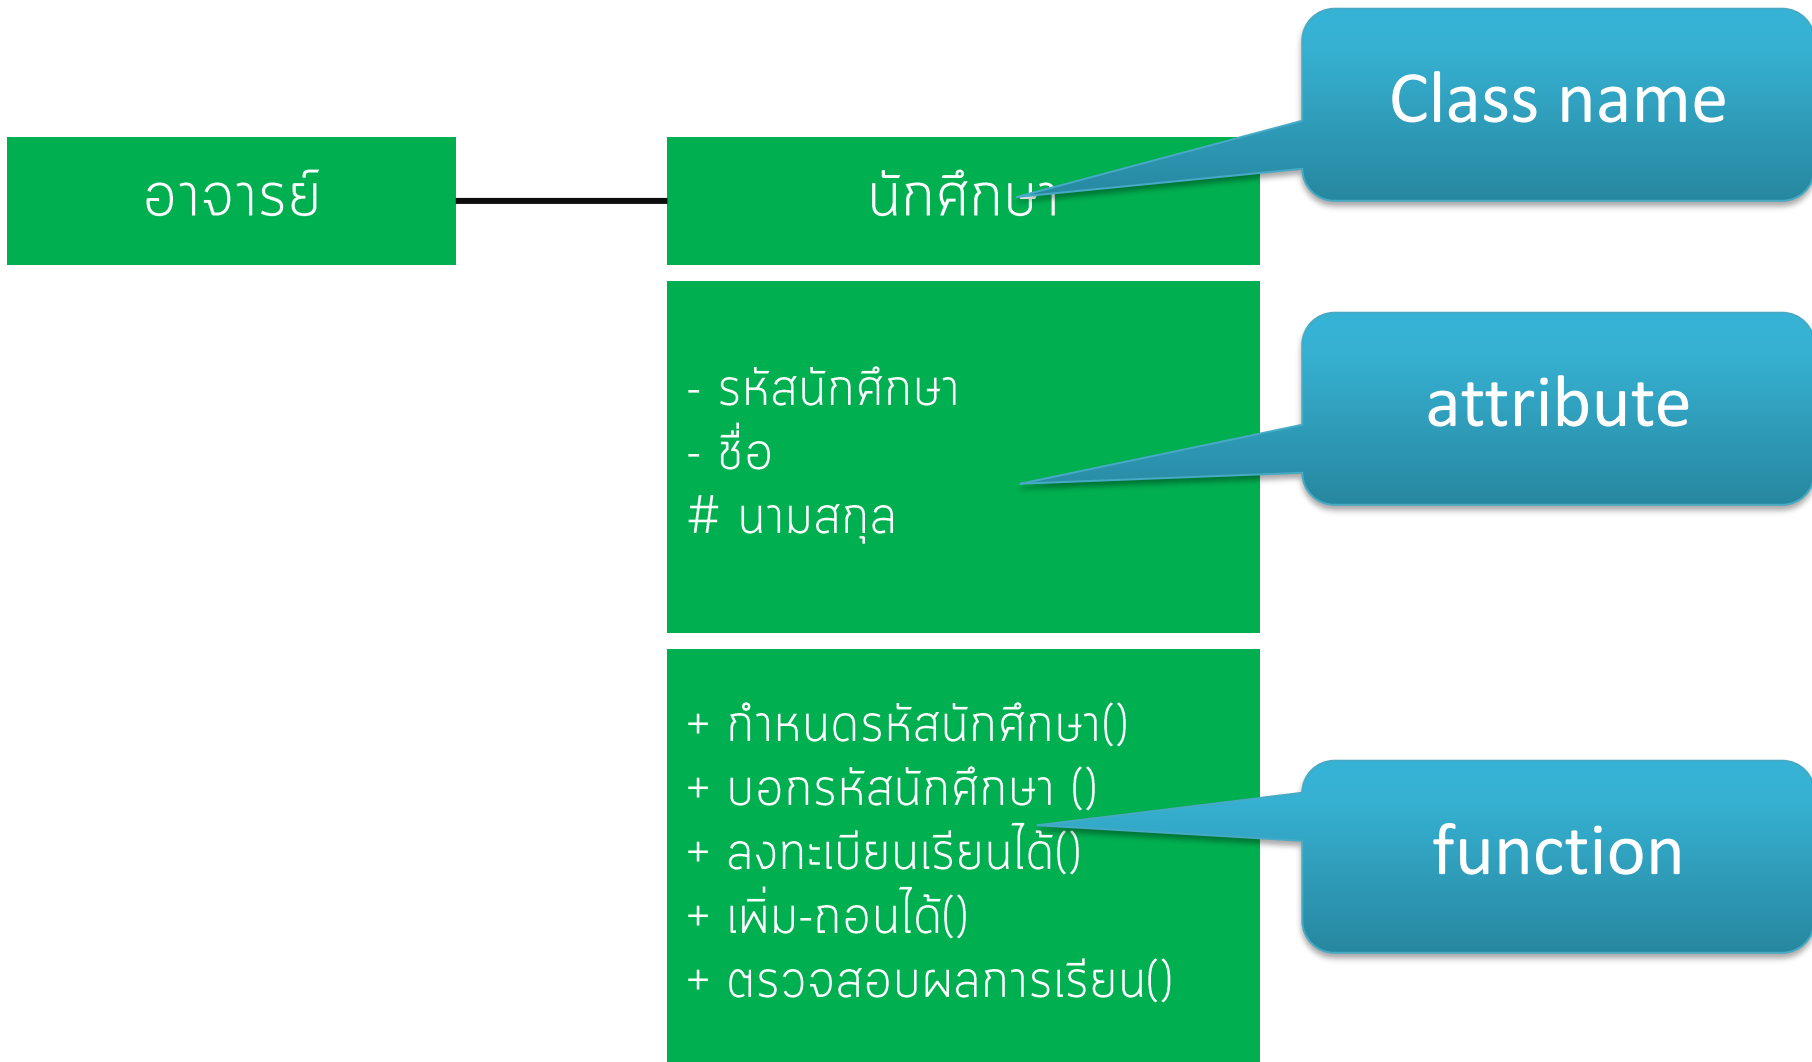 Class name
อาจารย์
นักศึกษา
- รหัสนักศึกษา
- ชื่อ
# นามสกุล
attribute
+ กำหนดรหัสนักศึกษา()
+ บอกรหัสนักศึกษา ()
+ ลงทะเบียนเรียนได้()
+ เพิ่ม-ถอนได้()
+ ตรวจสอบผลการเรียน()
function